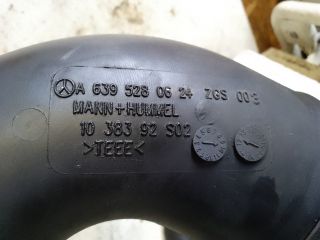 A 639 528 06 24 ZGS 003
MANN+HUMMEL
10 383 92 S02
>TEEE<